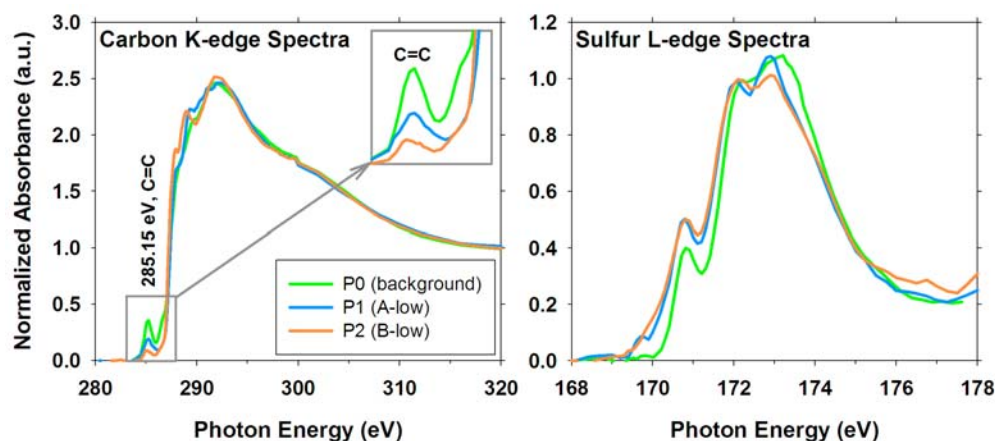 Carbon K-edge Spectra
C=C
285.15 eV, C=C
P0 (background)
P1 (A-low)
P2 (B-low)
Normalized Absorbance (a.u.)
3.0
2.5
2.0
1.5
1.0
0.5
0.0
280
290
300
310
320
Photon Energy (eV)
Sulfur L-edge Spectra
1.2
1.0
0.8
0.6
0.4
0.2
0.0
168
170
172
174
176
178
Photon Energy (eV)